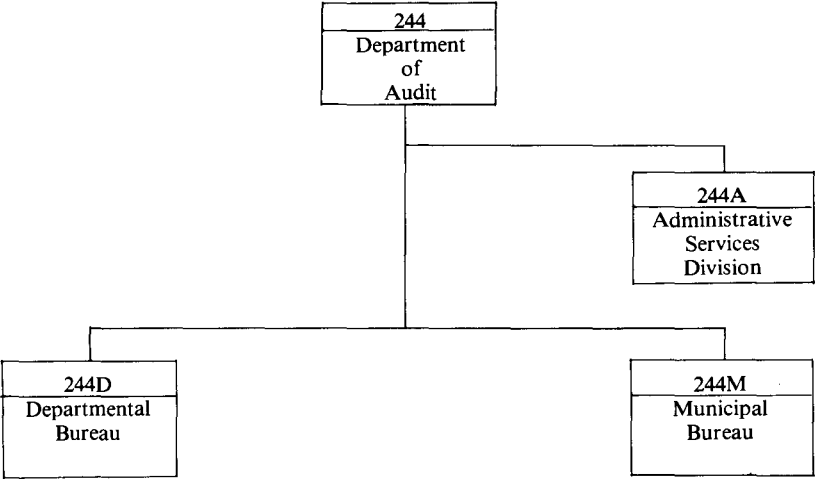 244
Department
of
Audit
244A
Administrative
Services
Division
244D
Departmental
Bureau
244M
Municipal
Bureau